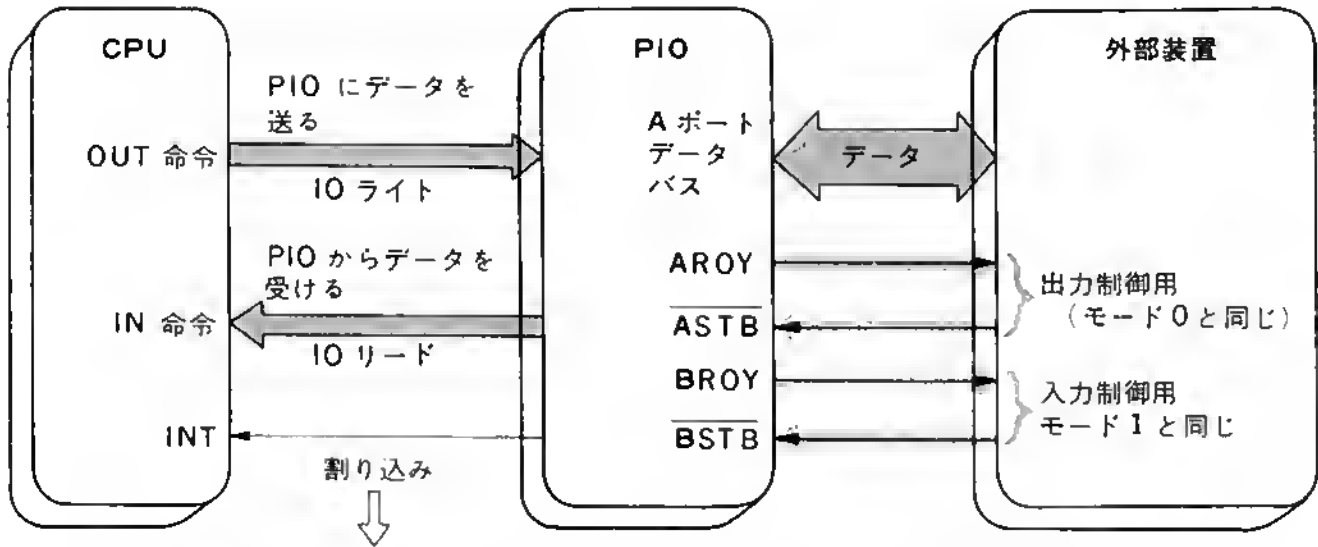 CPU
PIO にデータを
送る
OUT 命令
IO ライト
PIO からデータを
受ける
IN 命令
IO リード
INT
割り込み
PIO
A ポート
データ
バス
AROY
ASTB
BROY
BSTB
データ
外部装置
出力制御用
(モード0と同じ)
入力制御用
モード1と同じ